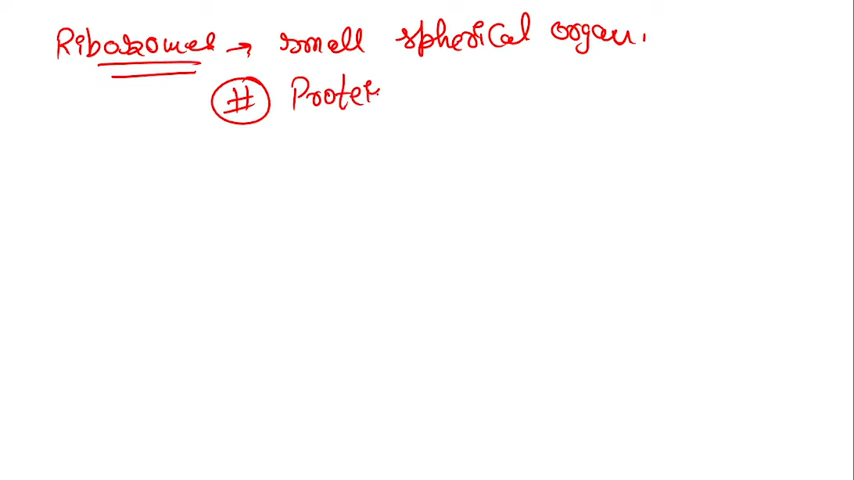 Ribosomes → small spherical organ.
# Protei